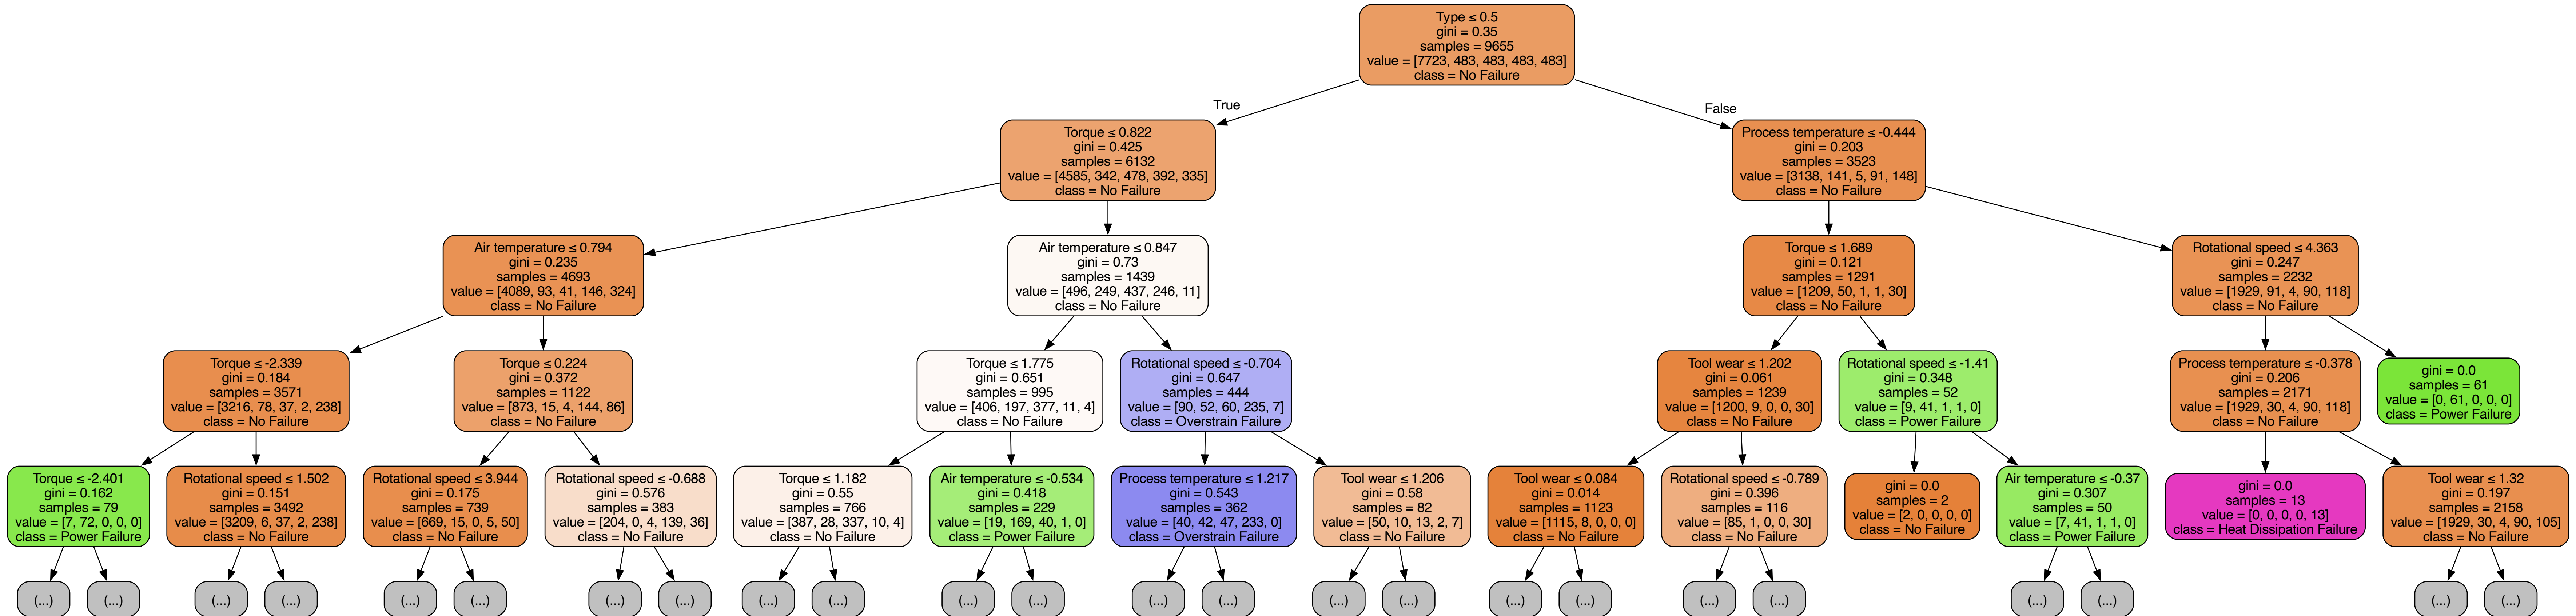 Type ≤ 0.5
gini = 0.35
samples = 9655
value = [7723, 483, 483, 483, 483]
class = No Failure
True
False
Torque ≤ 0.822
gini = 0.425
samples = 6132
value = [4585, 342, 478, 392, 335]
class = No Failure
Process temperature ≤ -0.444
gini = 0.203
samples = 3523
value = [3138, 141, 5, 91, 148]
class = No Failure
Air temperature ≤ 0.794
gini = 0.235
samples = 4693
value = [4089, 93, 41, 146, 324]
class = No Failure
Air temperature ≤ 0.847
gini = 0.73
samples = 1439
value = [496, 249, 437, 246, 11]
class = No Failure
Torque ≤ 1.689
gini = 0.121
samples = 1291
value = [1209, 50, 1, 1, 30]
class = No Failure
Rotational speed ≤ 4.363
gini = 0.247
samples = 2232
value = [1929, 91, 4, 90, 118]
class = No Failure
Torque ≤ -2.339
gini = 0.184
samples = 3571
value = [3216, 78, 37, 2, 238]
class = No Failure
Torque ≤ 0.224
gini = 0.372
samples = 1122
value = [873, 15, 4, 144, 86]
class = No Failure
Torque ≤ 1.775
gini = 0.651
samples = 995
value = [406, 197, 377, 11, 4]
class = No Failure
Rotational speed ≤ -0.704
gini = 0.647
samples = 444
value = [90, 52, 60, 235, 7]
class = Overstrain Failure
Tool wear ≤ 1.202
gini = 0.061
samples = 1239
value = [1200, 9, 0, 0, 30]
class = No Failure
Rotational speed ≤ -1.41
gini = 0.348
samples = 52
value = [9, 41, 1, 1, 0]
class = Power Failure
Process temperature ≤ -0.378
gini = 0.206
samples = 2171
value = [1929, 30, 4, 90, 118]
class = No Failure
gini = 0.0
samples = 61
value = [0, 61, 0, 0, 0]
class = Power Failure
Torque ≤ -2.401
gini = 0.162
samples = 79
value = [7, 72, 0, 0, 0]
class = Power Failure
Rotational speed ≤ 1.502
gini = 0.151
samples = 3492
value = [3209, 6, 37, 2, 238]
class = No Failure
Rotational speed ≤ 3.944
gini = 0.175
samples = 739
value = [669, 15, 0, 5, 50]
class = No Failure
Rotational speed ≤ -0.688
gini = 0.576
samples = 383
value = [204, 0, 4, 139, 36]
class = No Failure
Torque ≤ 1.182
gini = 0.55
samples = 766
value = [387, 28, 337, 10, 4]
class = No Failure
Air temperature ≤ -0.534
gini = 0.418
samples = 229
value = [19, 169, 40, 1, 0]
class = Power Failure
Process temperature ≤ 1.217
gini = 0.543
samples = 362
value = [40, 42, 47, 233, 0]
class = Overstrain Failure
Tool wear ≤ 1.206
gini = 0.58
samples = 82
value = [50, 10, 13, 2, 7]
class = No Failure
Tool wear ≤ 0.084
gini = 0.014
samples = 1123
value = [1115, 8, 0, 0, 0]
class = No Failure
Rotational speed ≤ -0.789
gini = 0.396
samples = 116
value = [85, 1, 0, 0, 30]
class = No Failure
gini = 0.0
samples = 2
value = [2, 0, 0, 0, 0]
class = No Failure
Air temperature ≤ -0.37
gini = 0.307
samples = 50
value = [7, 41, 1, 1, 0]
class = Power Failure
gini = 0.0
samples = 13
value = [0, 0, 0, 0, 13]
class = Heat Dissipation Failure
Tool wear ≤ 1.32
gini = 0.197
samples = 2158
value = [1929, 30, 4, 90, 105]
class = No Failure
(...) (...) (...) (...) (...) (...) (...) (...) (...) (...) (...) (...) (...) (...) (...) (...) (...) (...) (...) (...) (...) (...) (...) (...)